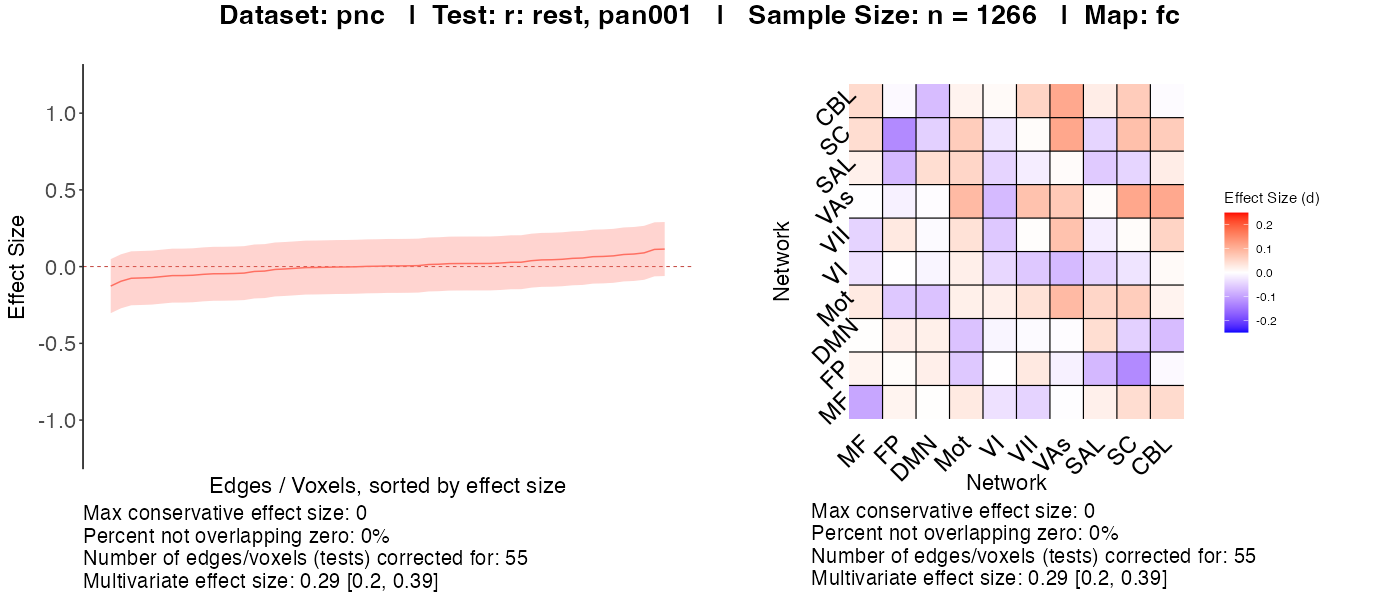 Dataset: pnc | Test: r: rest, pan001 | Sample Size: n = 1266 | Map: fc
Effect Size
1.0
0.5
0.0
-0.5
-1.0
Edges / Voxels, sorted by effect size
Max conservative effect size: 0
Percent not overlapping zero: 0%
Number of edges/voxels (tests) corrected for: 55
Multivariate effect size: 0.29 [0.2, 0.39]
Network
CBL
SC
SAL
VAs
VII
VI
Mot
DMN
FP
MF
MF
FP
DMN
Mot
VI
VII
VAs
SAL
SC
CBL
Network
Effect Size (d)
0.2
0.1
0.0
-0.1
-0.2
Max conservative effect size: 0
Percent not overlapping zero: 0%
Number of edges/voxels (tests) corrected for: 55
Multivariate effect size: 0.29 [0.2, 0.39]